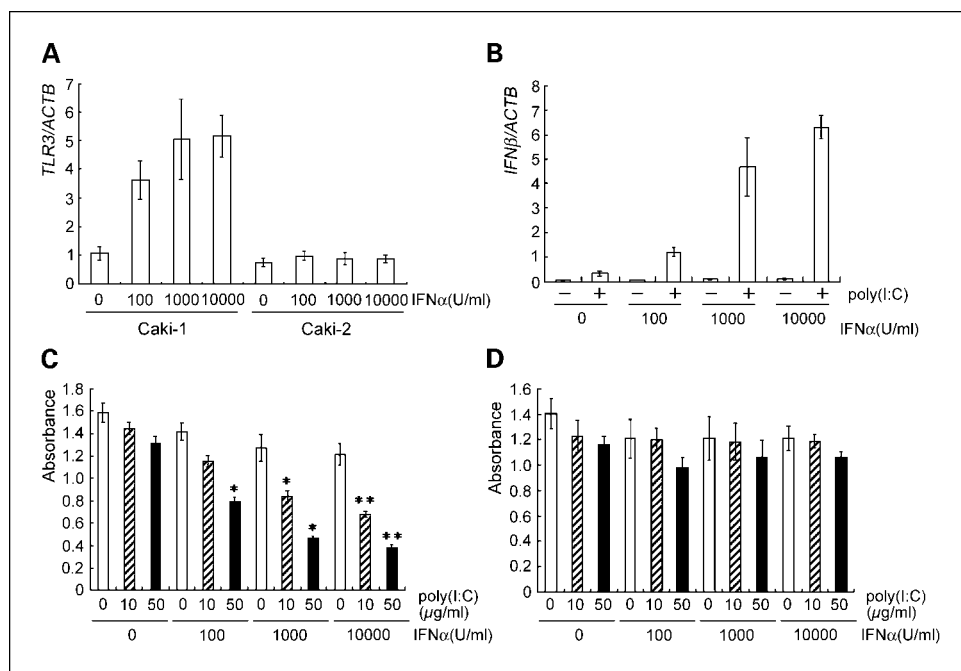 A
TLR3/ACTB
7
6
5
4
3
2
1
0
0 100 1000 10000 0 100 1000 10000 IFNα(U/ml)
Caki-1 Caki-2
B
IFNβ/ACTB
8
7
6
5
4
3
2
1
0
– + – + – + – + poly(I:C)
0 100 1000 10000
IFNα(U/ml)
C
Absorbance
1.8
1.6
1.4
1.2
1.0
0.8
0.6
0.4
0.2
0
* * * ** **
0 10 50 0 10 50 0 10 50 0 10 50 poly(I:C)
(µg/ml)
0 100 1000 10000 IFNα(U/ml)
D
Absorbance
1.6
1.4
1.2
1.0
0.8
0.6
0.4
0.2
0
0 10 50 0 10 50 0 10 50 0 10 50 poly(I:C)
(µg/ml)
0 100 1000 10000 IFNα(U/ml)